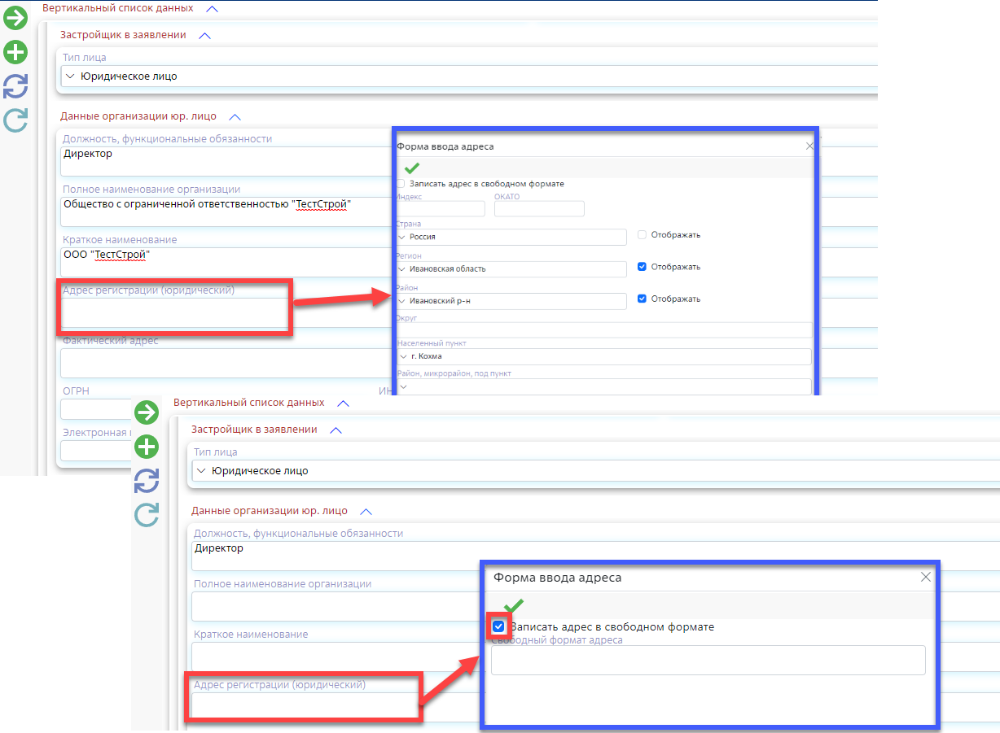 Вертикальный список данных
Застройщик в заявлении
Тип лица
Юридическое лицо
Данные организации юр. лицо
Должность, функциональные обязанности
Директор
Полное наименование организации
Общество с ограниченной ответственностью "ТестСтрой"
Краткое наименование
ООО "ТестСтрой"
Адрес регистрации (юридический)
Фактический адрес
ОГРН
ИН
Электронная
Форма ввода адреса
Записать адрес в свободном формате
Индекс ОКАТО
Страна
Россия Отображать
Регион
Ивановская область Отображать
Район
Ивановский р-н Отображать
Округ
Населенный пункт
г. Кохма
Район, микрорайон, под пункт
Вертикальный список данных
Застройщик в заявлении
Тип лица
Юридическое лицо
Данные организации юр. лицо
Должность, функциональные обязанности
Директор
Полное наименование организации
Краткое наименование
Адрес регистрации (юридический)
Форма ввода адреса
Записать адрес в свободном формате
Свободный формат адреса